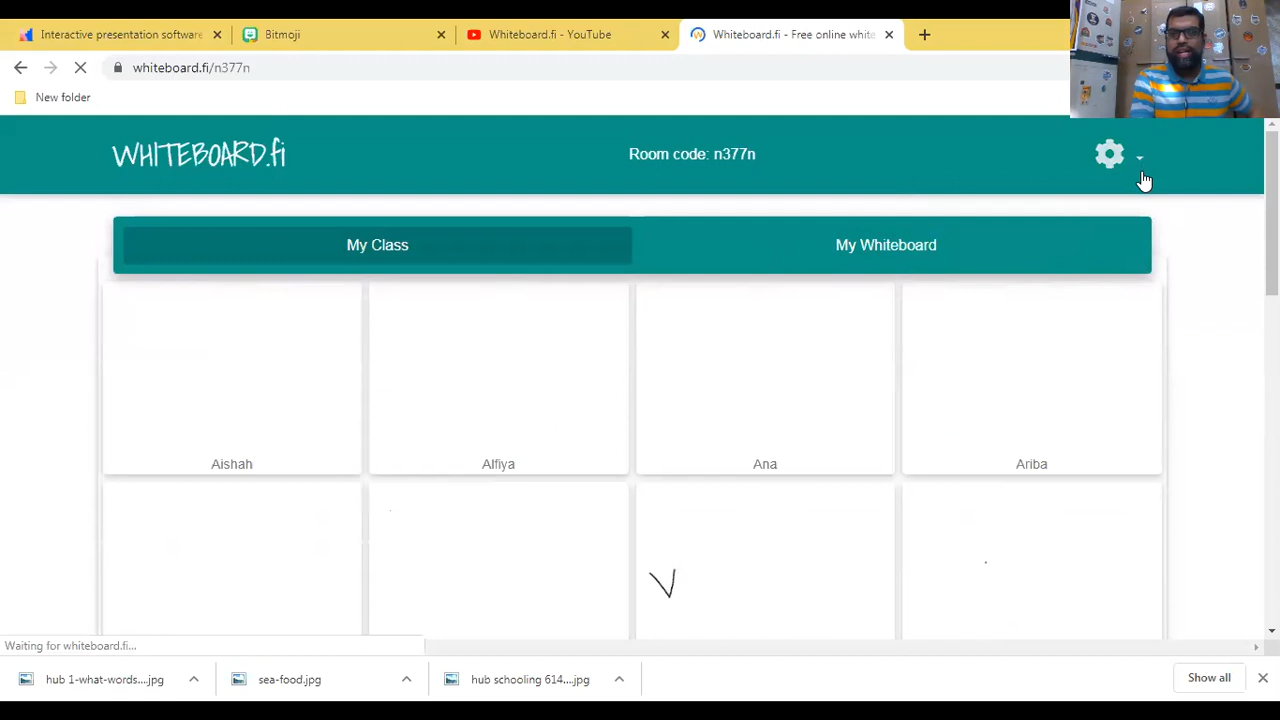 Interactive presentation software
Bitmoji
Whiteboard.fi - YouTube
Whiteboard.fi - Free online white
whiteboard.fi/n377n
New folder
WHITEBOARD.fi
Room code: n377n
My Class
My Whiteboard
Aishah
Alfiya
Ana
Ariba
V
Waiting for whiteboard.fi...
hub 1-what-words....jpg
sea-food.jpg
hub schooling 614....jpg
Show all